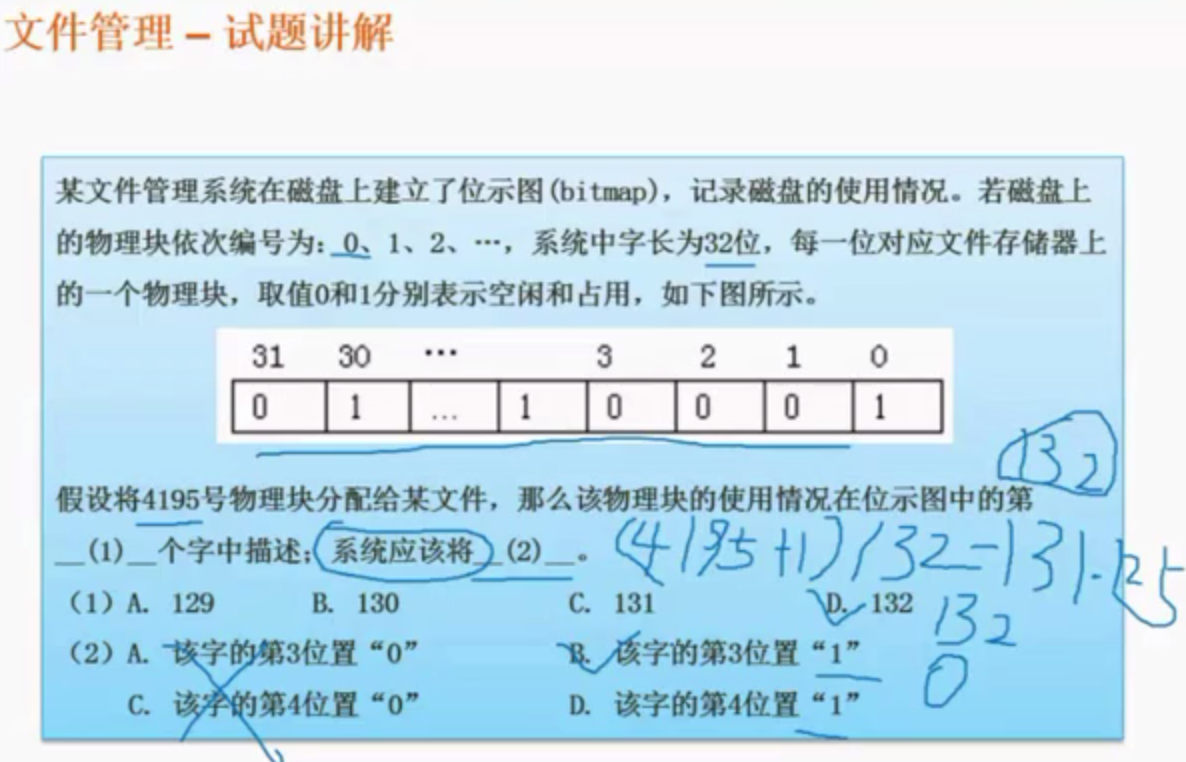 文件管理 – 试题讲解
某文件管理系统在磁盘上建立了位示图(bitmap)，记录磁盘的使用情况。若磁盘上
的物理块依次编号为：0、1、2、…，系统中字长为32位，每一位对应文件存储器上
的一个物理块，取值0和1分别表示空闲和占用，如下图所示。
31 30 … 3 2 1 0
0 1 ... 1 0 0 0 1
132
假设将4195号物理块分配给某文件，那么该物理块的使用情况在位示图中的第
__(1)__个字中描述；系统应该将__(2)__。
(4195+1)/32=131.125
（1）A. 129 B. 130 C. 131 D. 132
132
（2）A. 该字的第3位置“0” B. 该字的第3位置“1”
0
C. 该字的第4位置“0” D. 该字的第4位置“1”